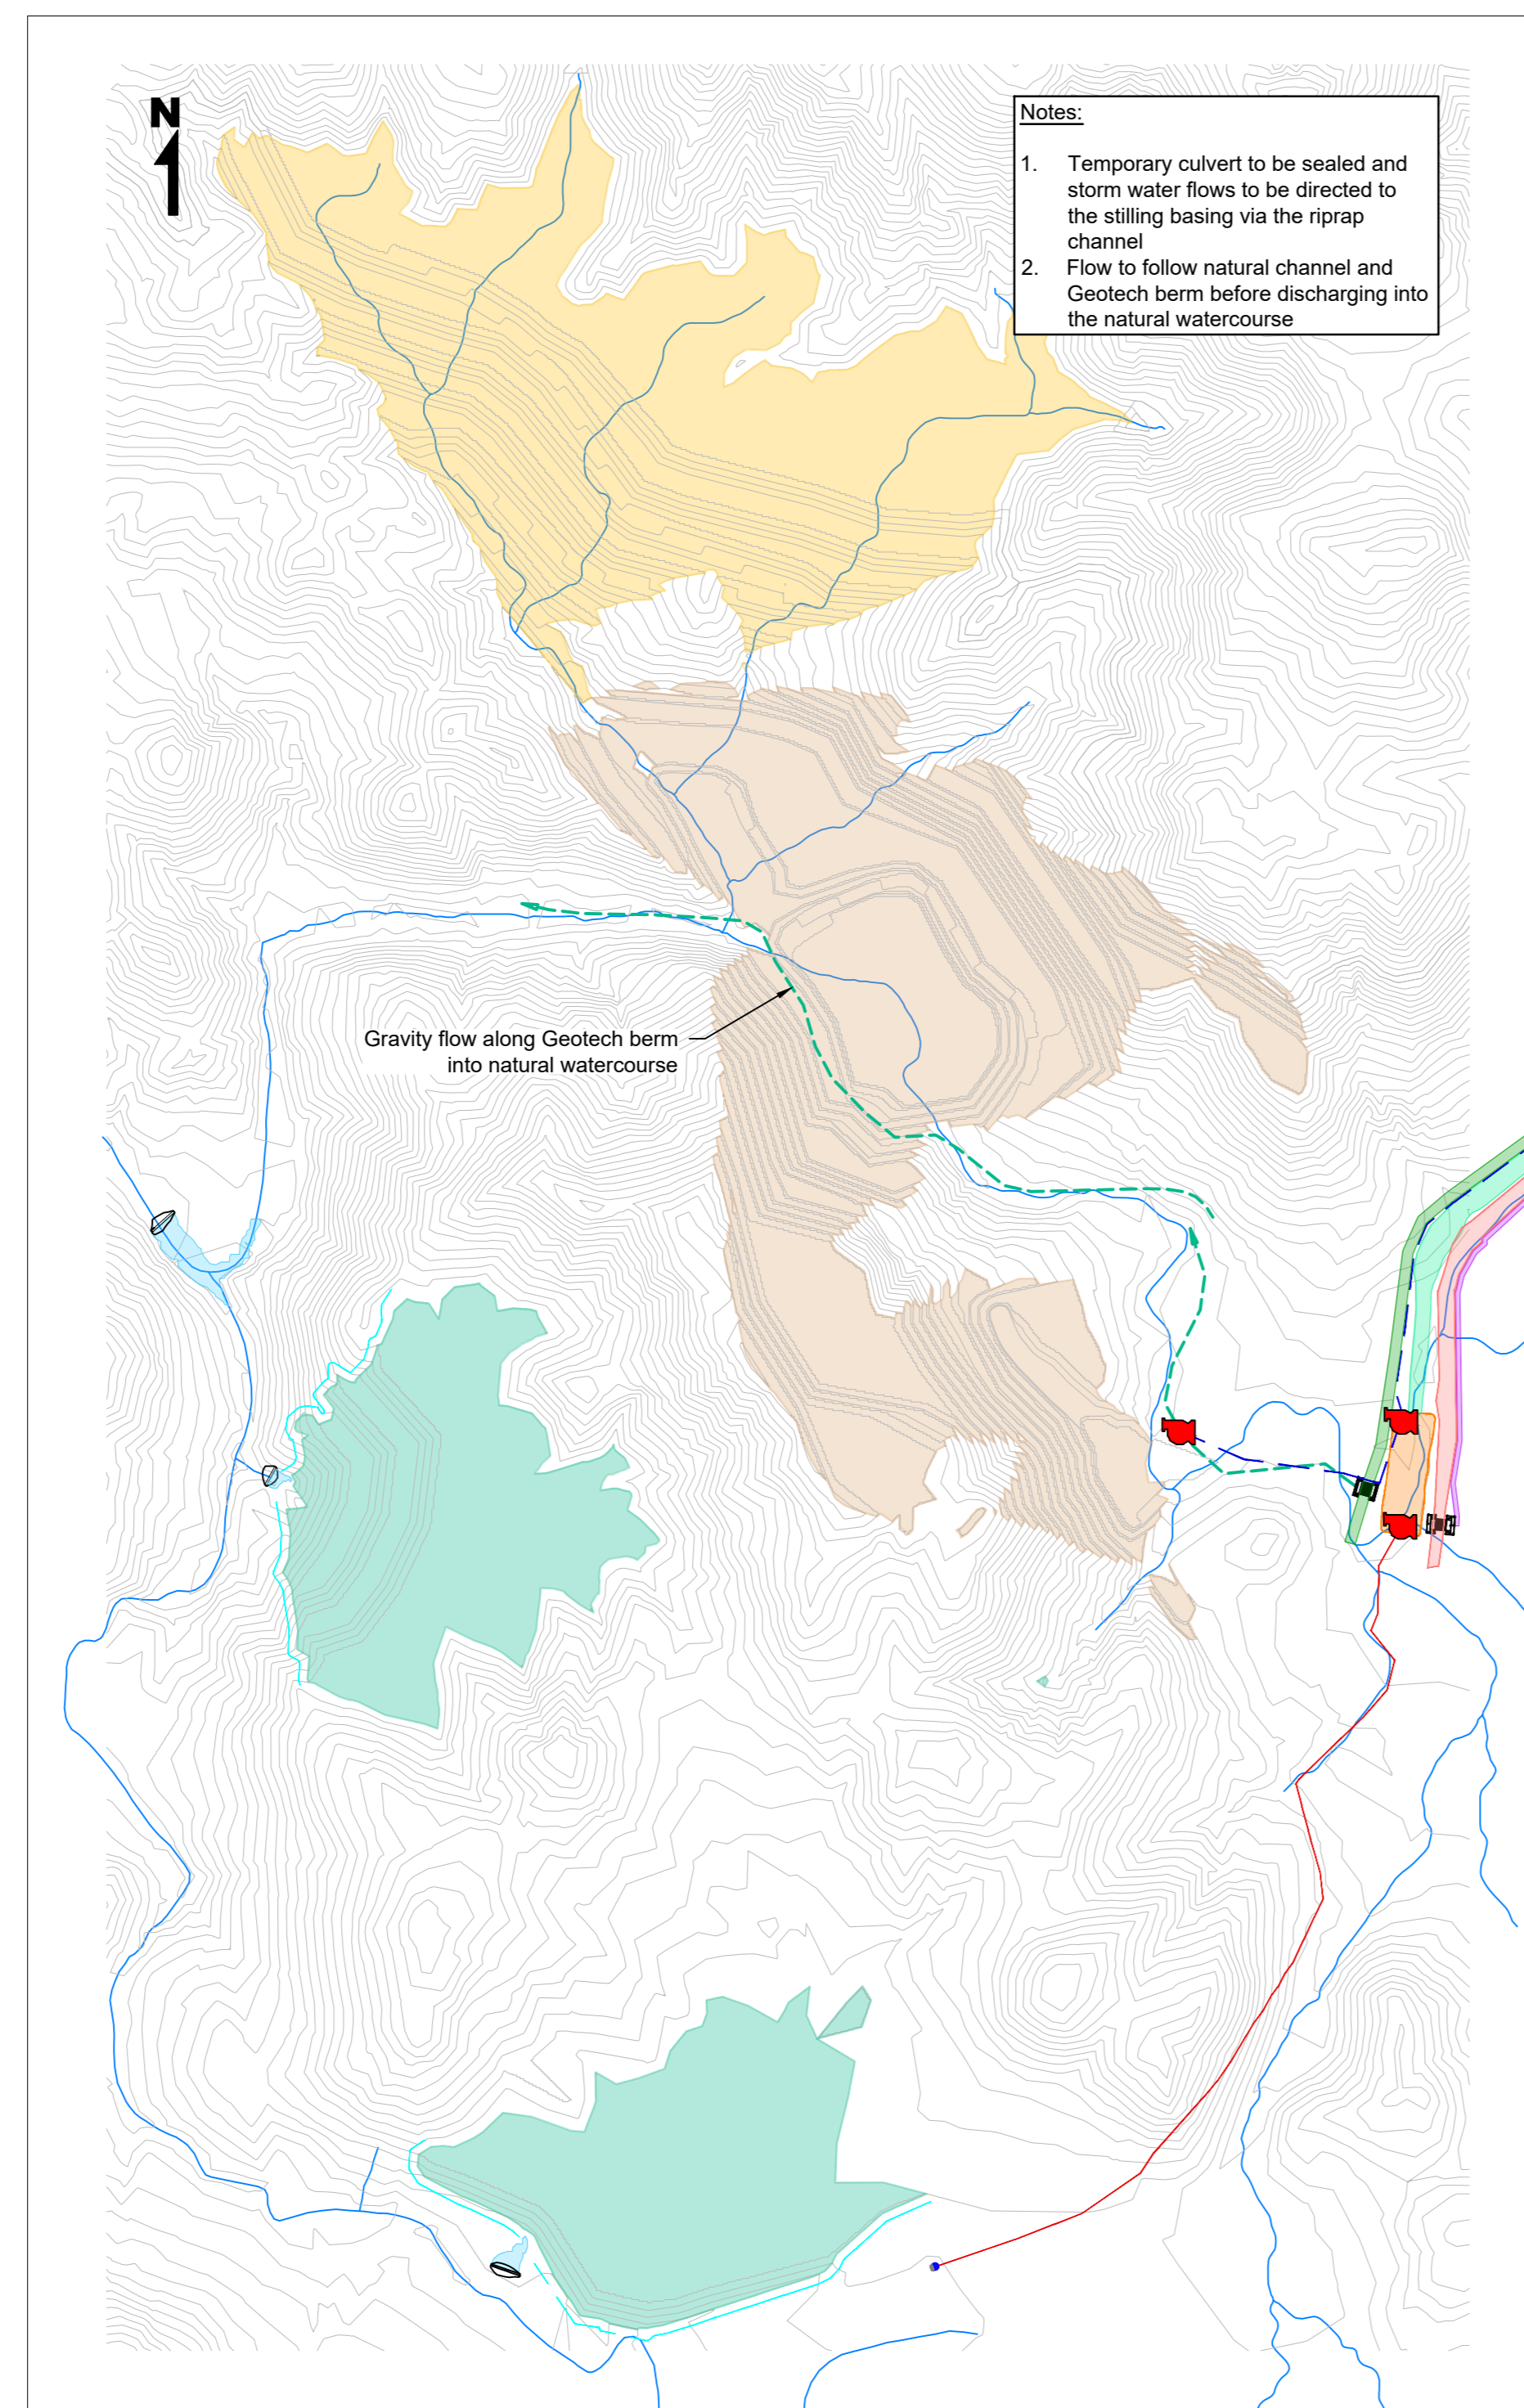 N
Notes:
1. Temporary culvert to be sealed and
storm water flows to be directed to
the stilling basing via the riprap
channel
2. Flow to follow natural channel and
Geotech berm before discharging into
the natural watercourse
Gravity flow along Geotech berm
into natural watercourse